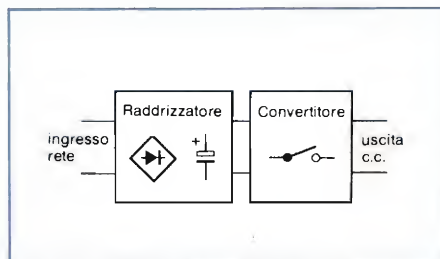 Raddrizzatore
Convertitore
ingresso
rete
+
uscita
c.c.